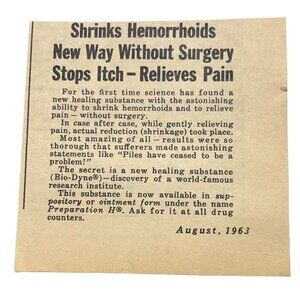 Shrinks Hemorrhoids
New Way Without Surgery
Stops Itch – Relieves Pain
For the first time science has found a
new healing substance with the astonishing
ability to shrink hemorrhoids and to relieve
pain – without surgery.
In case after case, while gently relieving
pain, actual reduction (shrinkage) took place.
Most amazing of all – results were so
thorough that sufferers made astonishing
statements like "Piles have ceased to be a
problem!"
The secret is a new healing substance
(Bio-Dyne®) – discovery of a world-famous
research institute.
This substance is now available in sup-
pository or ointment form under the name
Preparation H®. Ask for it at all drug
counters.
August, 1963